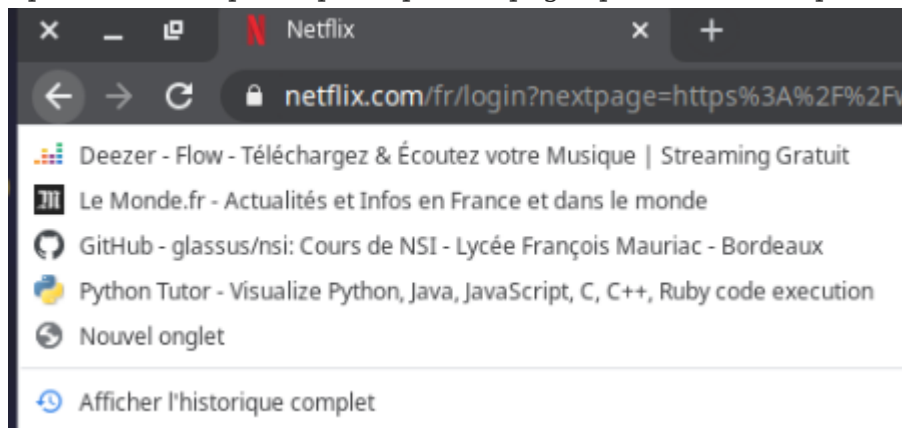 Netflix
netflix.com/fr/login?nextpage=https%3A%2F%2F
Deezer - Flow - Téléchargez & Écoutez votre Musique | Streaming Gratuit
Le Monde.fr - Actualités et Infos en France et dans le monde
GitHub - glassus/nsi: Cours de NSI - Lycée François Mauriac - Bordeaux
Python Tutor - Visualize Python, Java, JavaScript, C, C++, Ruby code execution
Nouvel onglet
Afficher l'historique complet